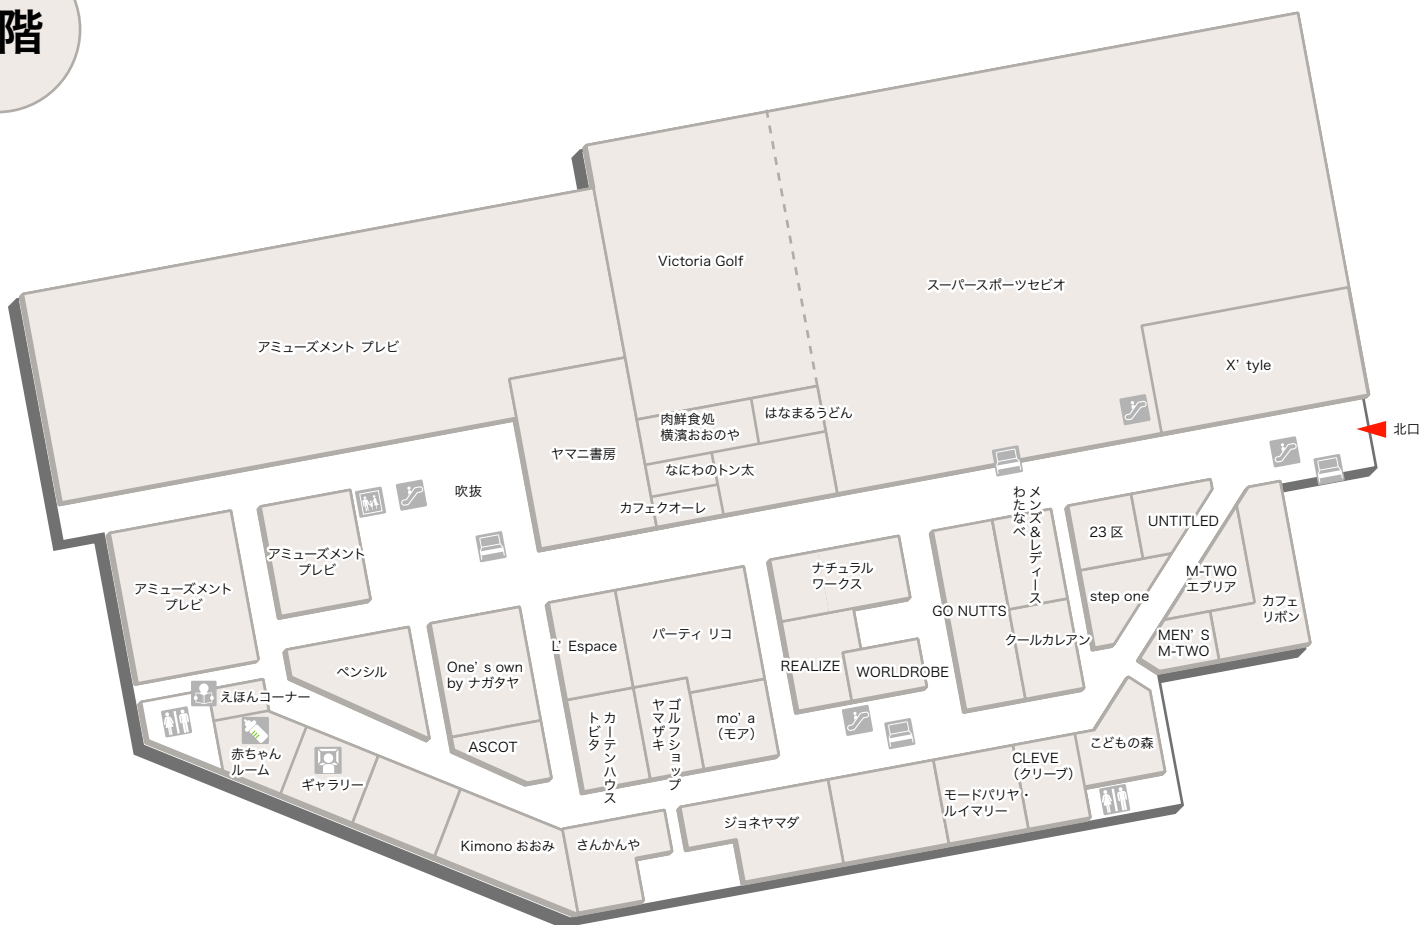 階
Victoria Golf
スーパースポーツゼビオ
アミューズメント プレビ
X’ tyle
肉鮮食処
横濱おおのや
はなまるうどん
北口
ヤマニ書房
なにわのトン太
吹抜
カフェクオーレ
メンズ＆レディース
わたなべ
23 区
UNTITLED
アミューズメント
プレビ
アミューズメント
プレビ
ナチュラル
ワークス
M-TWO
エブリア
step one
カフェ
リボン
GO NUTTS
クールカレアン
MEN’ S
M-TWO
L’ Espace
パーティ リコ
REALIZE
WORLDROBE
ペンシル
One’ s own
by ナガタヤ
えほんコーナー
カーテンハウス
トビタ
ゴルフショップ
ヤマザキ
mo’ a
（モア）
ASCOT
こどもの森
赤ちゃん
ルーム
ギャラリー
CLEVE
（クリーブ）
モードパリヤ・
ルイマリー
ジョネヤマダ
Kimono おおみ
さんかんや